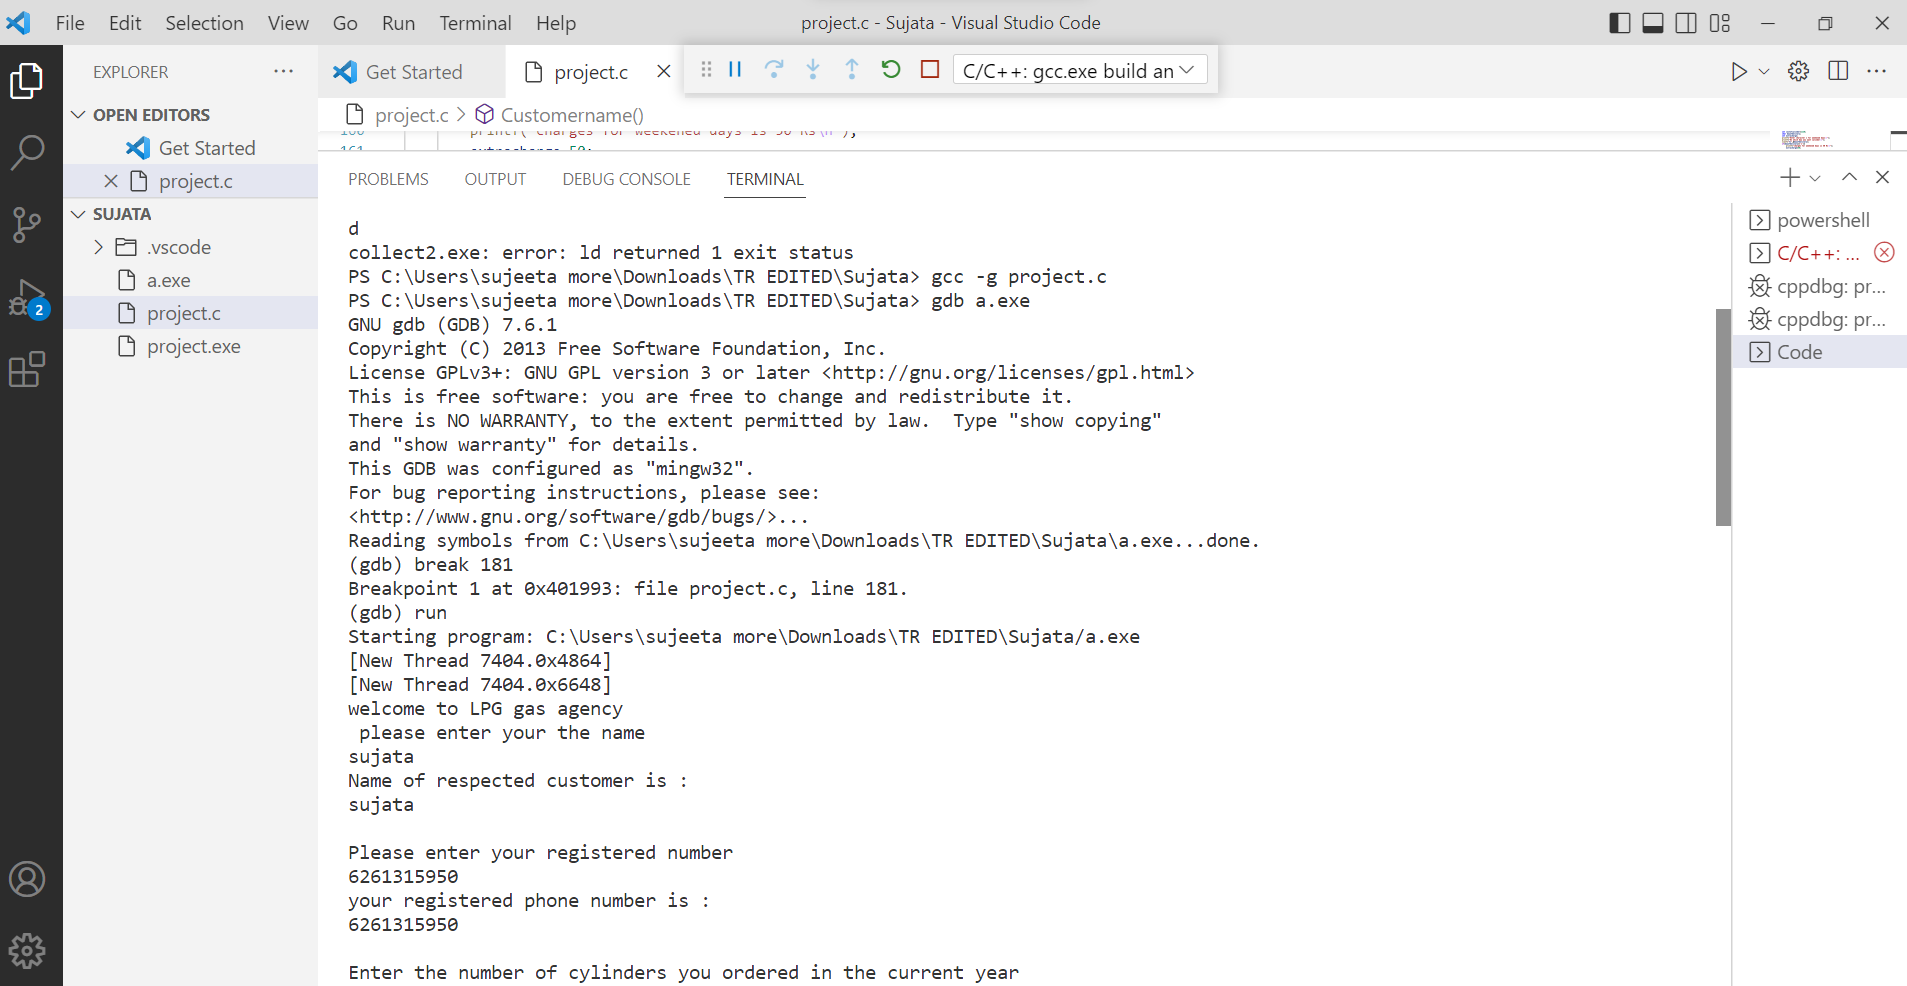 File Edit Selection View Go Run Terminal Help project.c - Sujata - Visual Studio Code
EXPLORER
Get Started
project.c
C/C++: gcc.exe build an
OPEN EDITORS
Get Started
project.c
SUJATA
.vscode
a.exe
project.c
project.exe
2
project.c > Customername()
160 printf("charges for weekened days is 50 Rs\n");
161 extracharge=50;
PROBLEMS OUTPUT DEBUG CONSOLE TERMINAL
d
collect2.exe: error: ld returned 1 exit status
PS C:\Users\sujeeta more\Downloads\TR EDITED\Sujata> gcc -g project.c
PS C:\Users\sujeeta more\Downloads\TR EDITED\Sujata> gdb a.exe
GNU gdb (GDB) 7.6.1
Copyright (C) 2013 Free Software Foundation, Inc.
License GPLv3+: GNU GPL version 3 or later <http://gnu.org/licenses/gpl.html>
This is free software: you are free to change and redistribute it.
There is NO WARRANTY, to the extent permitted by law.  Type "show copying"
and "show warranty" for details.
This GDB was configured as "mingw32".
For bug reporting instructions, please see:
<http://www.gnu.org/software/gdb/bugs/>...
Reading symbols from C:\Users\sujeeta more\Downloads\TR EDITED\Sujata\a.exe...done.
(gdb) break 181
Breakpoint 1 at 0x401993: file project.c, line 181.
(gdb) run
Starting program: C:\Users\sujeeta more\Downloads\TR EDITED\Sujata/a.exe
[New Thread 7404.0x4864]
[New Thread 7404.0x6648]
welcome to LPG gas agency
please enter your the name
sujata
Name of respected customer is :
sujata
Please enter your registered number
6261315950
your registered phone number is :
6261315950
Enter the number of cylinders you ordered in the current year
powershell
C/C++: ...
cppdbg: pr...
cppdbg: pr...
Code